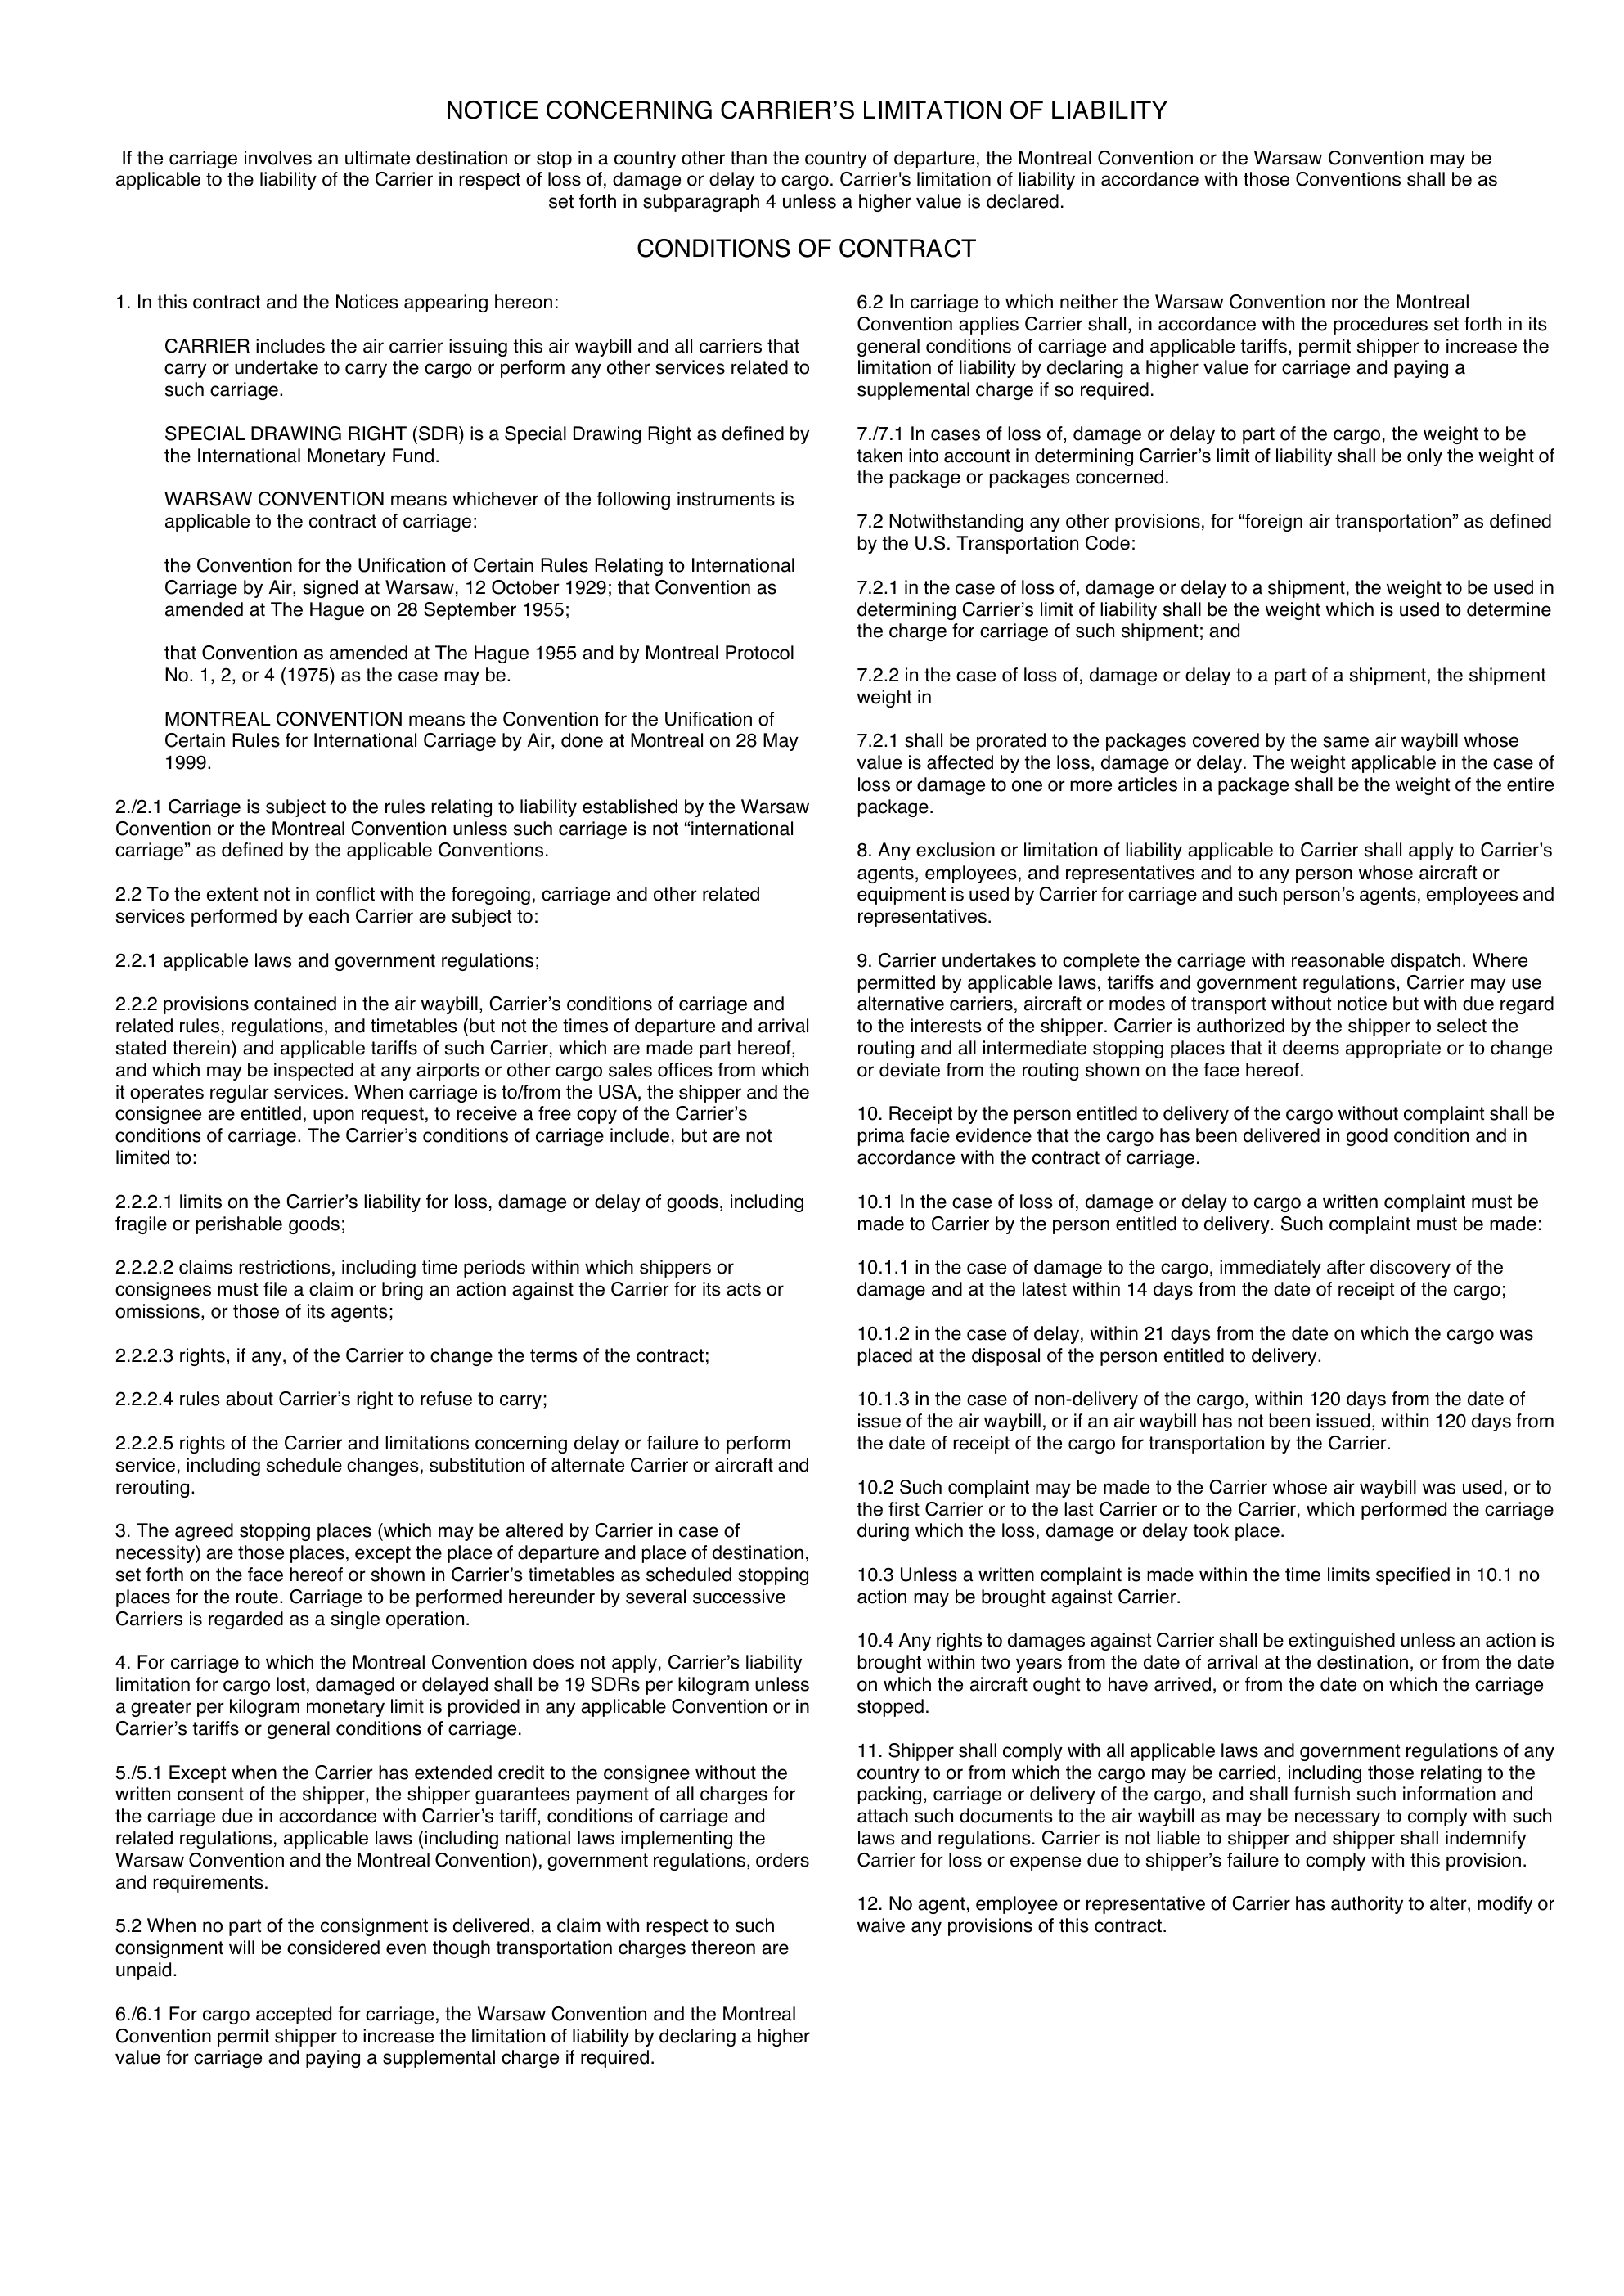 NOTICE CONCERNING CARRIER’S LIMITATION OF LIABILITY
If the carriage involves an ultimate destination or stop in a country other than the country of departure, the Montreal Convention or the Warsaw Convention may be
applicable to the liability of the Carrier in respect of loss of, damage or delay to cargo. Carrier's limitation of liability in accordance with those Conventions shall be as
set forth in subparagraph 4 unless a higher value is declared.
CONDITIONS OF CONTRACT
1. In this contract and the Notices appearing hereon:
CARRIER includes the air carrier issuing this air waybill and all carriers that
carry or undertake to carry the cargo or perform any other services related to
such carriage.
SPECIAL DRAWING RIGHT (SDR) is a Special Drawing Right as defined by
the International Monetary Fund.
WARSAW CONVENTION means whichever of the following instruments is
applicable to the contract of carriage:
the Convention for the Unification of Certain Rules Relating to International
Carriage by Air, signed at Warsaw, 12 October 1929; that Convention as
amended at The Hague on 28 September 1955;
that Convention as amended at The Hague 1955 and by Montreal Protocol
No. 1, 2, or 4 (1975) as the case may be.
MONTREAL CONVENTION means the Convention for the Unification of
Certain Rules for International Carriage by Air, done at Montreal on 28 May
1999.
2./2.1 Carriage is subject to the rules relating to liability established by the Warsaw
Convention or the Montreal Convention unless such carriage is not “international
carriage” as defined by the applicable Conventions.
2.2 To the extent not in conflict with the foregoing, carriage and other related
services performed by each Carrier are subject to:
2.2.1 applicable laws and government regulations;
2.2.2 provisions contained in the air waybill, Carrier’s conditions of carriage and
related rules, regulations, and timetables (but not the times of departure and arrival
stated therein) and applicable tariffs of such Carrier, which are made part hereof,
and which may be inspected at any airports or other cargo sales offices from which
it operates regular services. When carriage is to/from the USA, the shipper and the
consignee are entitled, upon request, to receive a free copy of the Carrier’s
conditions of carriage. The Carrier’s conditions of carriage include, but are not
limited to:
2.2.2.1 limits on the Carrier’s liability for loss, damage or delay of goods, including
fragile or perishable goods;
2.2.2.2 claims restrictions, including time periods within which shippers or
consignees must file a claim or bring an action against the Carrier for its acts or
omissions, or those of its agents;
2.2.2.3 rights, if any, of the Carrier to change the terms of the contract;
2.2.2.4 rules about Carrier’s right to refuse to carry;
2.2.2.5 rights of the Carrier and limitations concerning delay or failure to perform
service, including schedule changes, substitution of alternate Carrier or aircraft and
rerouting.
3. The agreed stopping places (which may be altered by Carrier in case of
necessity) are those places, except the place of departure and place of destination,
set forth on the face hereof or shown in Carrier’s timetables as scheduled stopping
places for the route. Carriage to be performed hereunder by several successive
Carriers is regarded as a single operation.
4. For carriage to which the Montreal Convention does not apply, Carrier’s liability
limitation for cargo lost, damaged or delayed shall be 19 SDRs per kilogram unless
a greater per kilogram monetary limit is provided in any applicable Convention or in
Carrier’s tariffs or general conditions of carriage.
5./5.1 Except when the Carrier has extended credit to the consignee without the
written consent of the shipper, the shipper guarantees payment of all charges for
the carriage due in accordance with Carrier’s tariff, conditions of carriage and
related regulations, applicable laws (including national laws implementing the
Warsaw Convention and the Montreal Convention), government regulations, orders
and requirements.
5.2 When no part of the consignment is delivered, a claim with respect to such
consignment will be considered even though transportation charges thereon are
unpaid.
6./6.1 For cargo accepted for carriage, the Warsaw Convention and the Montreal
Convention permit shipper to increase the limitation of liability by declaring a higher
value for carriage and paying a supplemental charge if required.
6.2 In carriage to which neither the Warsaw Convention nor the Montreal
Convention applies Carrier shall, in accordance with the procedures set forth in its
general conditions of carriage and applicable tariffs, permit shipper to increase the
limitation of liability by declaring a higher value for carriage and paying a
supplemental charge if so required.
7./7.1 In cases of loss of, damage or delay to part of the cargo, the weight to be
taken into account in determining Carrier’s limit of liability shall be only the weight of
the package or packages concerned.
7.2 Notwithstanding any other provisions, for “foreign air transportation” as defined
by the U.S. Transportation Code:
7.2.1 in the case of loss of, damage or delay to a shipment, the weight to be used in
determining Carrier’s limit of liability shall be the weight which is used to determine
the charge for carriage of such shipment; and
7.2.2 in the case of loss of, damage or delay to a part of a shipment, the shipment
weight in
7.2.1 shall be prorated to the packages covered by the same air waybill whose
value is affected by the loss, damage or delay. The weight applicable in the case of
loss or damage to one or more articles in a package shall be the weight of the entire
package.
8. Any exclusion or limitation of liability applicable to Carrier shall apply to Carrier’s
agents, employees, and representatives and to any person whose aircraft or
equipment is used by Carrier for carriage and such person’s agents, employees and
representatives.
9. Carrier undertakes to complete the carriage with reasonable dispatch. Where
permitted by applicable laws, tariffs and government regulations, Carrier may use
alternative carriers, aircraft or modes of transport without notice but with due regard
to the interests of the shipper. Carrier is authorized by the shipper to select the
routing and all intermediate stopping places that it deems appropriate or to change
or deviate from the routing shown on the face hereof.
10. Receipt by the person entitled to delivery of the cargo without complaint shall be
prima facie evidence that the cargo has been delivered in good condition and in
accordance with the contract of carriage.
10.1 In the case of loss of, damage or delay to cargo a written complaint must be
made to Carrier by the person entitled to delivery. Such complaint must be made:
10.1.1 in the case of damage to the cargo, immediately after discovery of the
damage and at the latest within 14 days from the date of receipt of the cargo;
10.1.2 in the case of delay, within 21 days from the date on which the cargo was
placed at the disposal of the person entitled to delivery.
10.1.3 in the case of non-delivery of the cargo, within 120 days from the date of
issue of the air waybill, or if an air waybill has not been issued, within 120 days from
the date of receipt of the cargo for transportation by the Carrier.
10.2 Such complaint may be made to the Carrier whose air waybill was used, or to
the first Carrier or to the last Carrier or to the Carrier, which performed the carriage
during which the loss, damage or delay took place.
10.3 Unless a written complaint is made within the time limits specified in 10.1 no
action may be brought against Carrier.
10.4 Any rights to damages against Carrier shall be extinguished unless an action is
brought within two years from the date of arrival at the destination, or from the date
on which the aircraft ought to have arrived, or from the date on which the carriage
stopped.
11. Shipper shall comply with all applicable laws and government regulations of any
country to or from which the cargo may be carried, including those relating to the
packing, carriage or delivery of the cargo, and shall furnish such information and
attach such documents to the air waybill as may be necessary to comply with such
laws and regulations. Carrier is not liable to shipper and shipper shall indemnify
Carrier for loss or expense due to shipper’s failure to comply with this provision.
12. No agent, employee or representative of Carrier has authority to alter, modify or
waive any provisions of this contract.